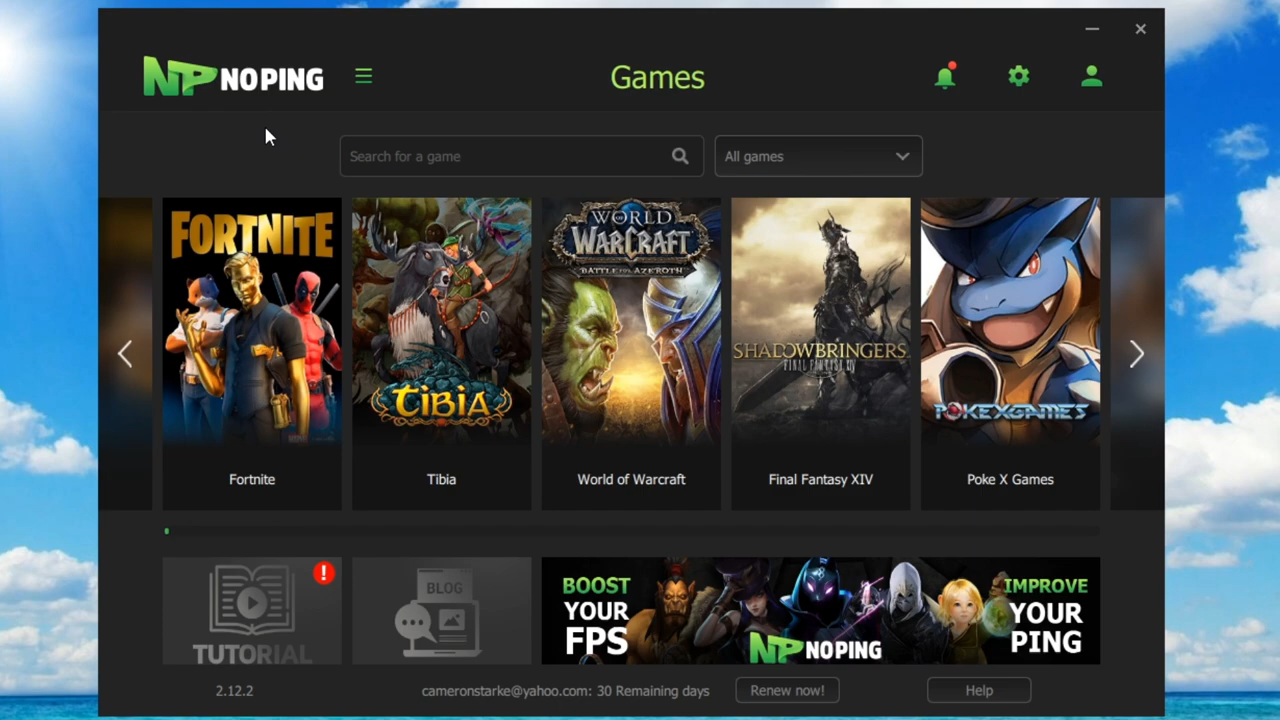 NP NOPING
Games
Search for a game
All games
FORTNITE
TIBIA
WORLD
OF
WARCRAFT
BATTLE FOR AZEROTH
SHADOWBRINGERS
FINAL FANTASY XIV
POKEXGAMES
Fortnite
Tibia
World of Warcraft
Final Fantasy XIV
Poke X Games
!
TUTORIAL
BLOG
BOOST
YOUR
FPS
NP NOPING
IMPROVE
YOUR
PING
2.12.2
cameronstarke@yahoo.com: 30 Remaining days
Renew now!
Help